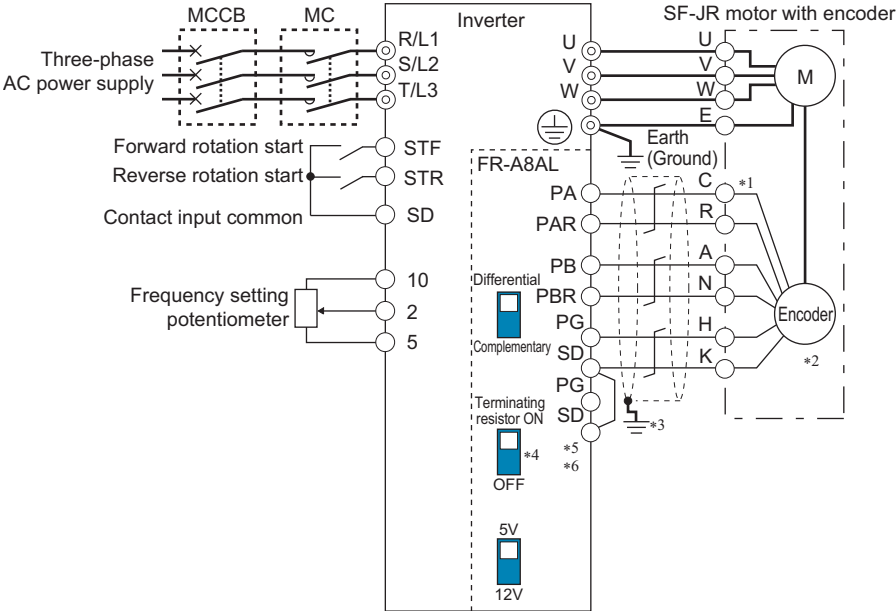 MCCB
MC
Inverter
SF-JR motor with encoder
Three-phase
AC power supply
R/L1
S/L2
T/L3
U
V
W
U
V
W
E
M
Earth
(Ground)
Forward rotation start
Reverse rotation start
Contact input common
STF
STR
SD
FR-A8AL
PA
PAR
PB
PBR
PG
SD
PG
SD
C
R
A
N
H
K
*1
Encoder
*2
*3
Frequency setting
potentiometer
10
2
5
Differential
Complementary
Terminating
resistor ON
*4
OFF
*5
*6
5V
12V